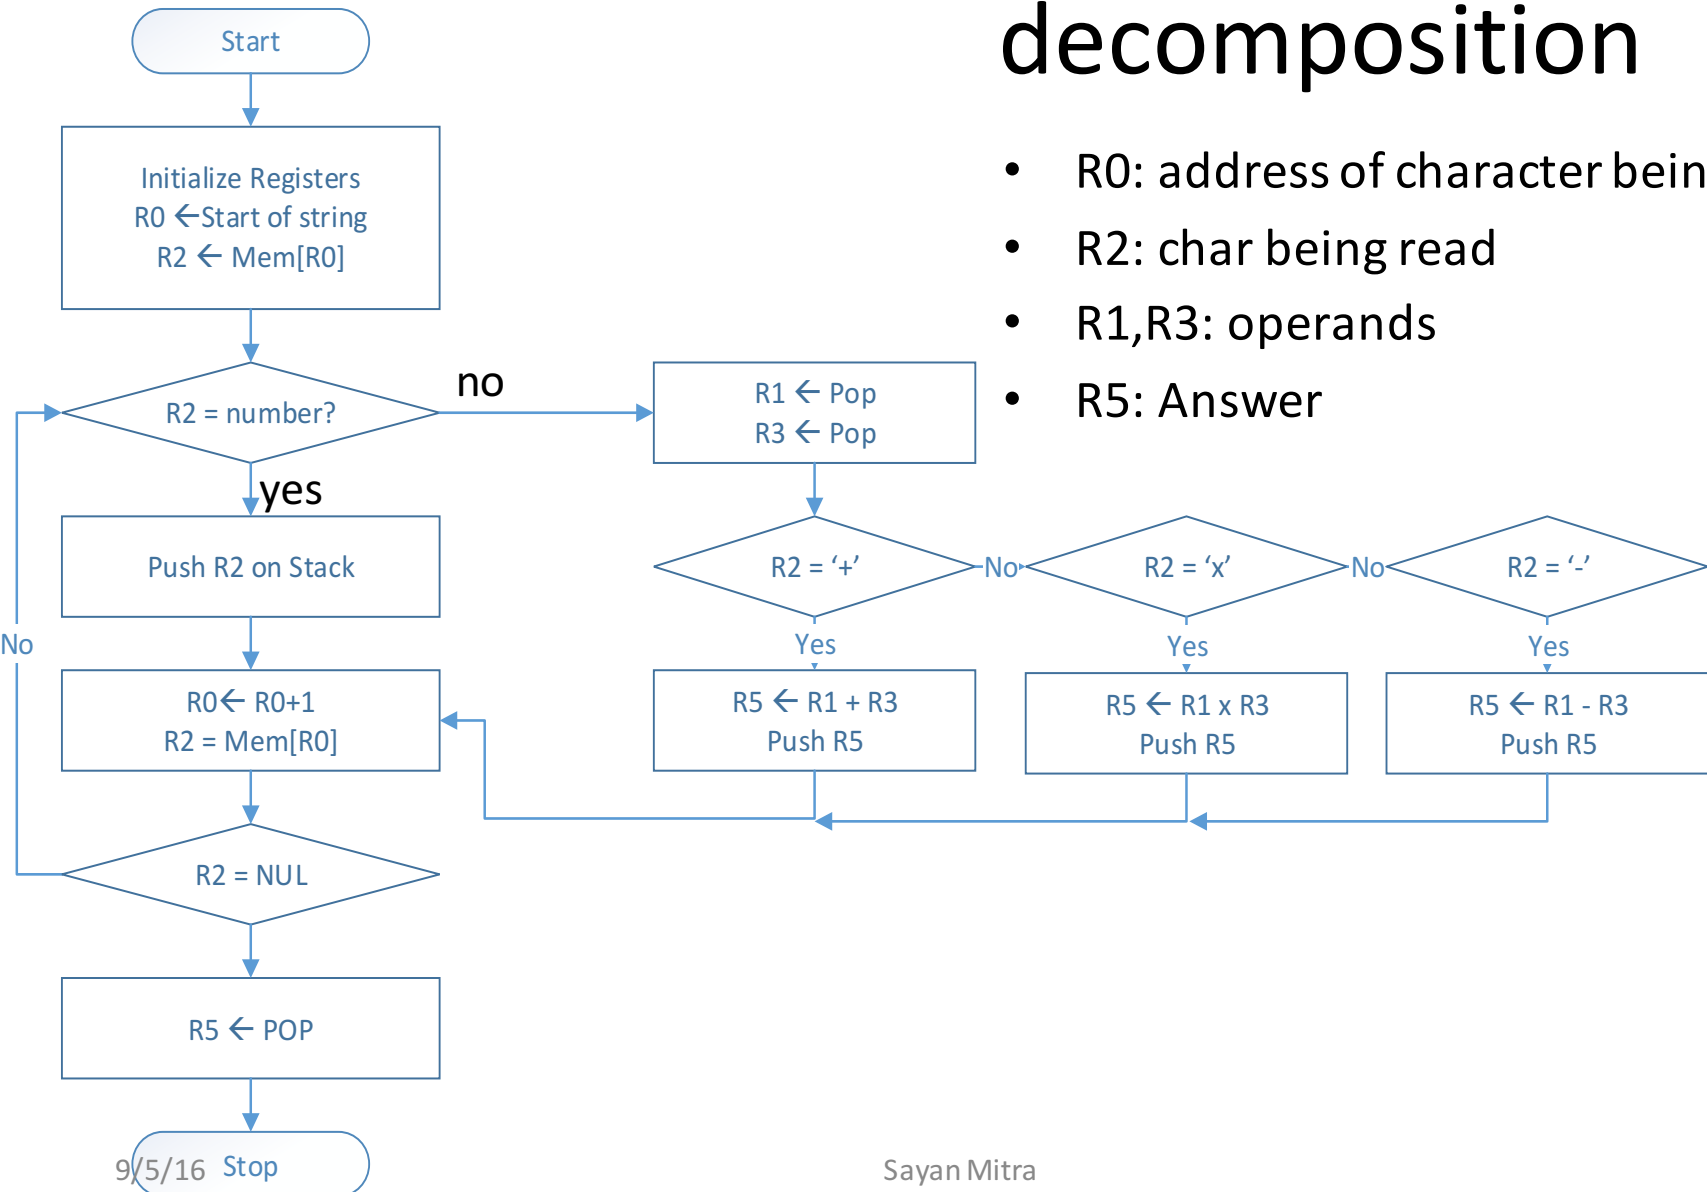 decomposition
• R0: address of character bein
• R2: char being read
• R1,R3: operands
• R5: Answer
Start
Initialize Registers
R0 ←Start of string
R2 ← Mem[R0]
R2 = number?
no
yes
R1 ← Pop
R3 ← Pop
Push R2 on Stack
R2 = ‘+’
No
R2 = ‘x’
No
R2 = ‘-’
No
Yes
Yes
Yes
R0← R0+1
R2 = Mem[R0]
R5 ← R1 + R3
Push R5
R5 ← R1 x R3
Push R5
R5 ← R1 - R3
Push R5
R2 = NUL
R5 ← POP
Stop
9/5/16
Sayan Mitra